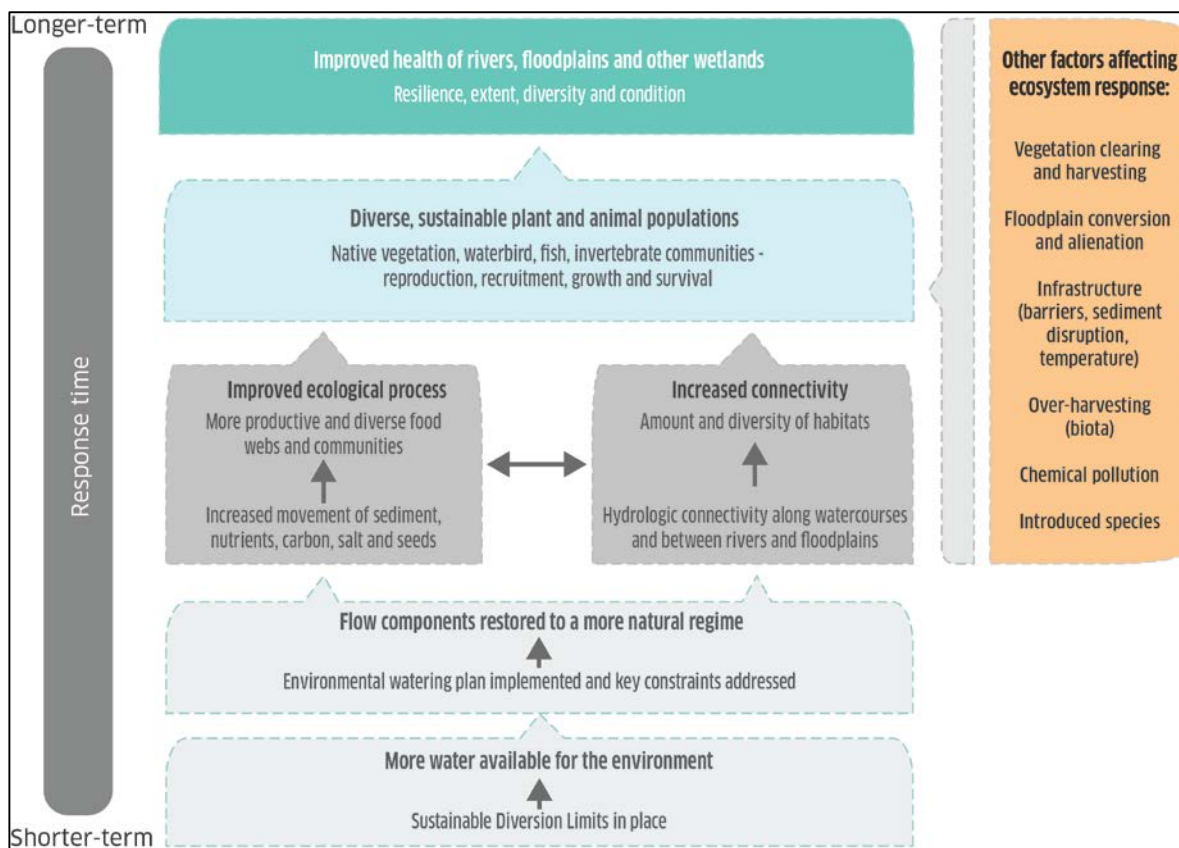 Longer-term
Response time
Shorter-term
Improved health of rivers, floodplains and other wetlands
Resilience, extent, diversity and condition
Diverse, sustainable plant and animal populations
Native vegetation, waterbird, fish, invertebrate communities -
reproduction, recruitment, growth and survival
Improved ecological process
More productive and diverse food
webs and communities
Increased movement of sediment,
nutrients, carbon, salt and seeds
Increased connectivity
Amount and diversity of habitats
Hydrologic connectivity along watercourses
and between rivers and floodplains
Flow components restored to a more natural regime
Environmental watering plan implemented and key constraints addressed
More water available for the environment
Sustainable Diversion Limits in place
Other factors affecting
ecosystem response:
Vegetation clearing
and harvesting
Floodplain conversion
and alienation
Infrastructure
(barriers, sediment
disruption,
temperature)
Over-harvesting
(biota)
Chemical pollution
Introduced species